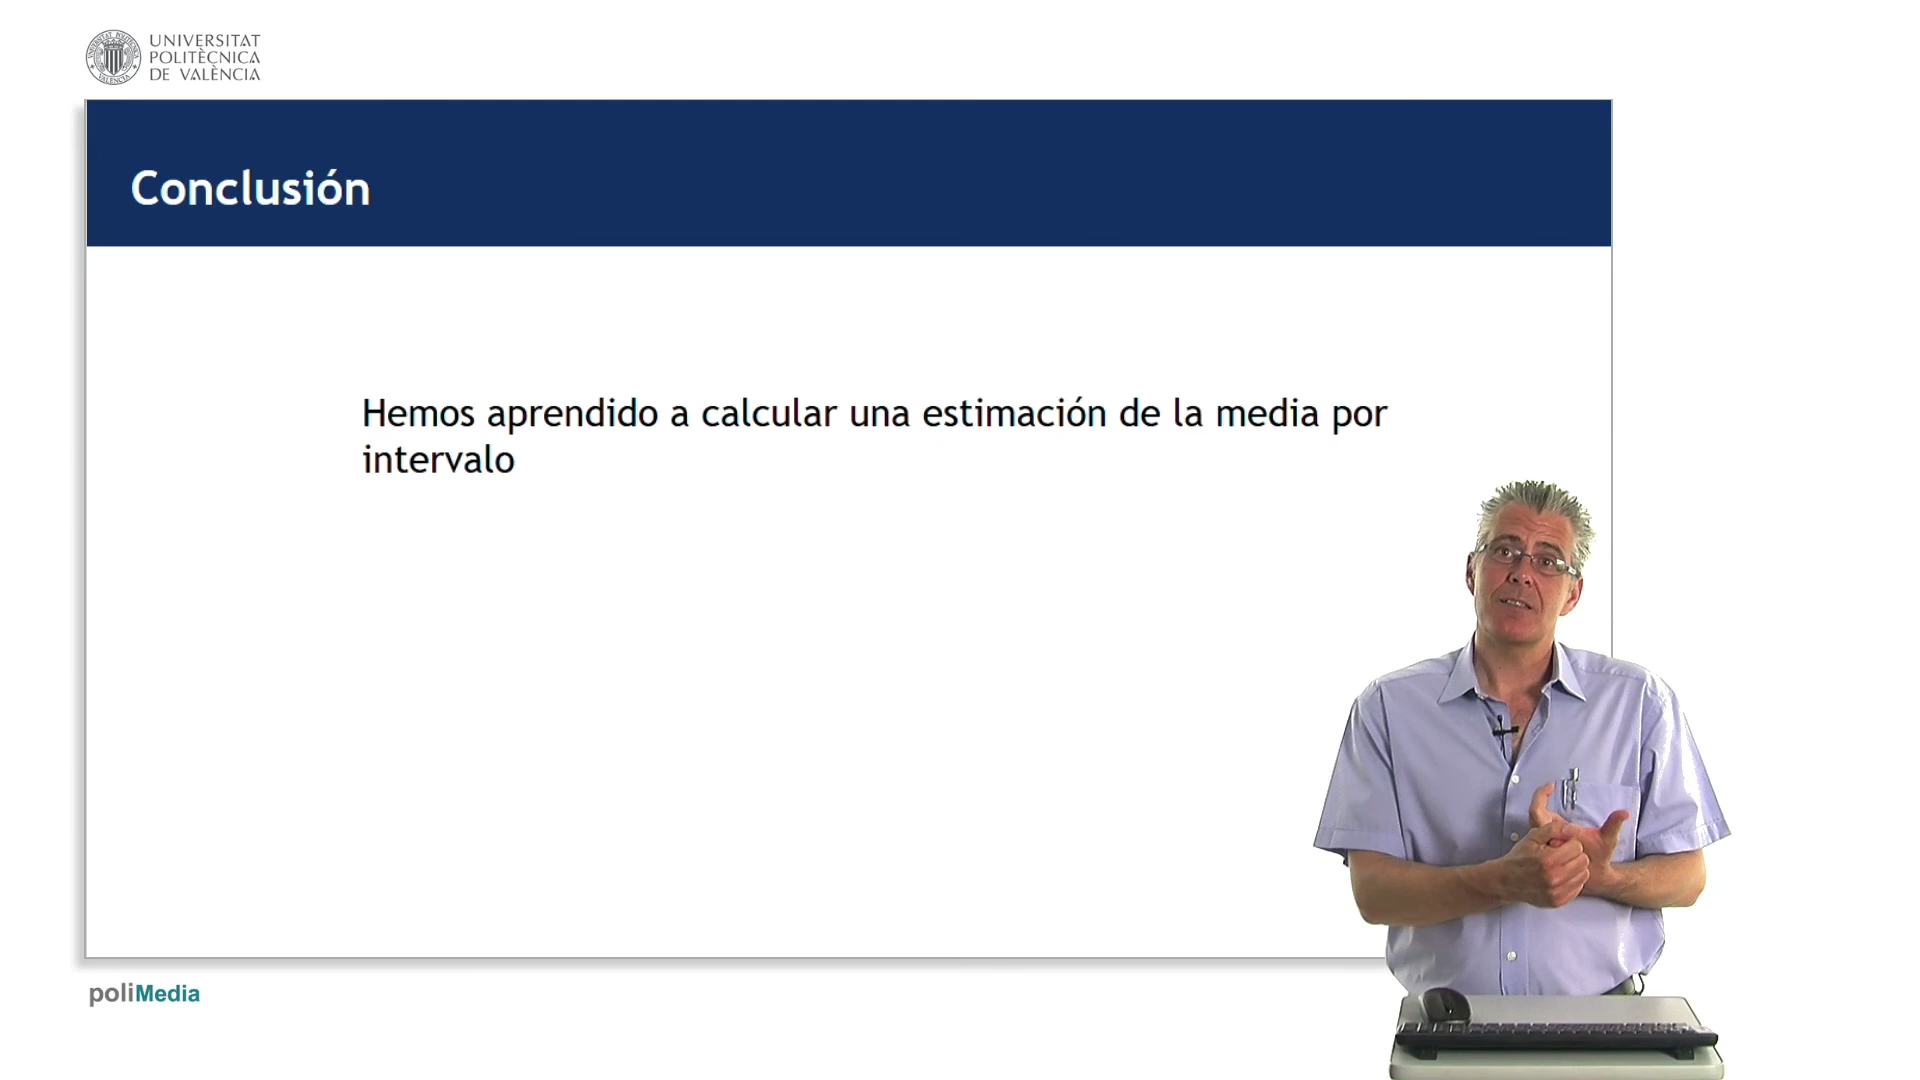 UNIVERSITAT
POLITÈCNICA
DE VALÈNCIA
Conclusión
Hemos aprendido a calcular una estimación de la media por
intervalo
poliMedia